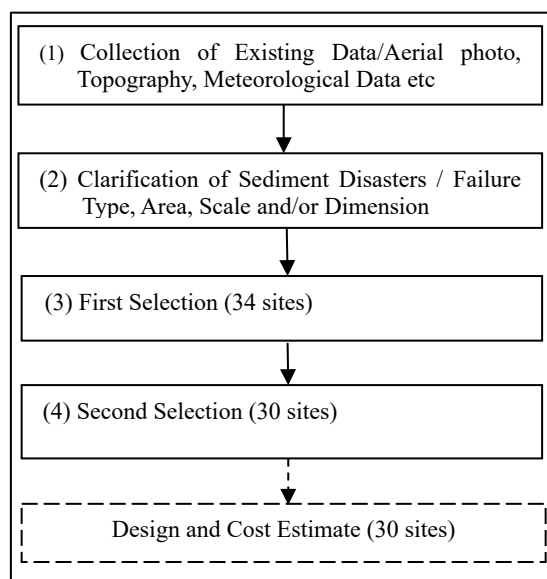 (1) Collection of Existing Data/Aerial photo,
Topography, Meteorological Data etc
(2) Clarification of Sediment Disasters / Failure
Type, Area, Scale and/or Dimension
(3) First Selection (34 sites)
(4) Second Selection (30 sites)
Design and Cost Estimate (30 sites)